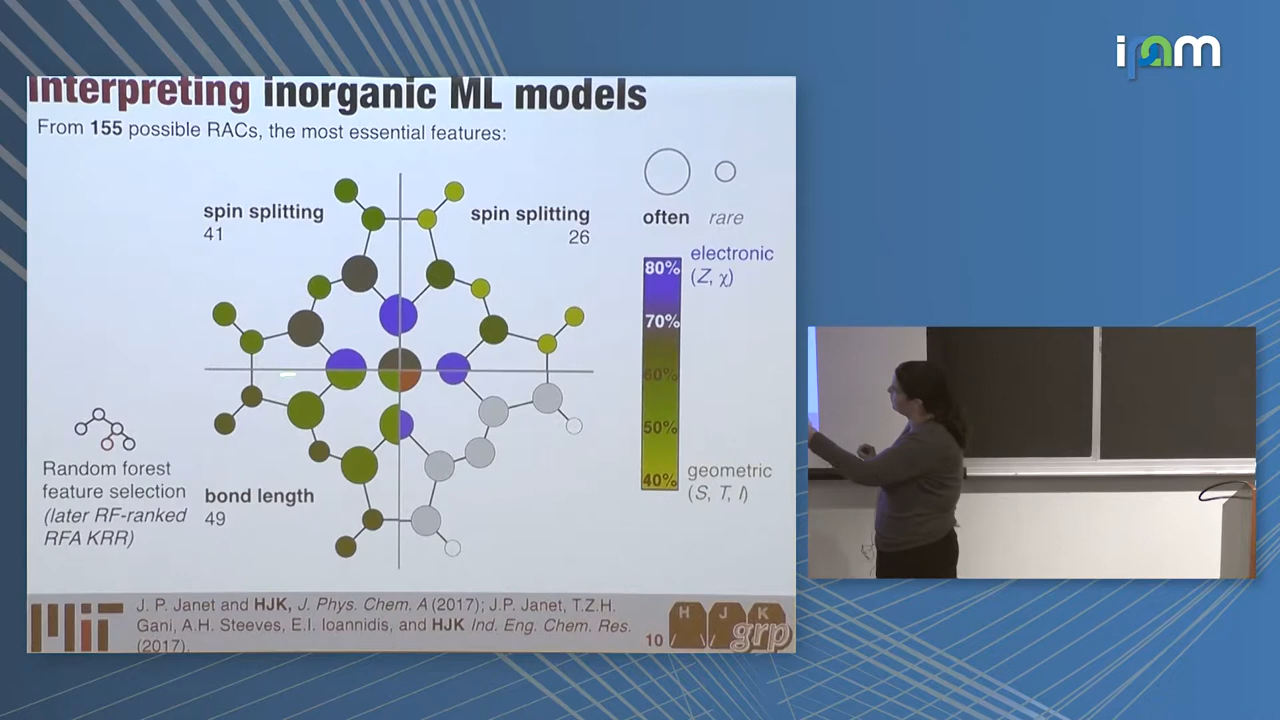 ipam
Interpreting inorganic ML models
From 155 possible RACs, the most essential features:
spin splitting
41
spin splitting
26
often rare
electronic
(Z, χ)
80%
70%
60%
50%
40%
geometric
(S, T, I)
Random forest
feature selection
(later RF-ranked
RFA KRR)
bond length
49
MIT
J. P. Janet and HJK, J. Phys. Chem. A (2017); J.P. Janet, T.Z.H.
Gani, A.H. Steeves, E.I. Ioannidis, and HJK Ind. Eng. Chem. Res.
(2017).
10
H J K
grp